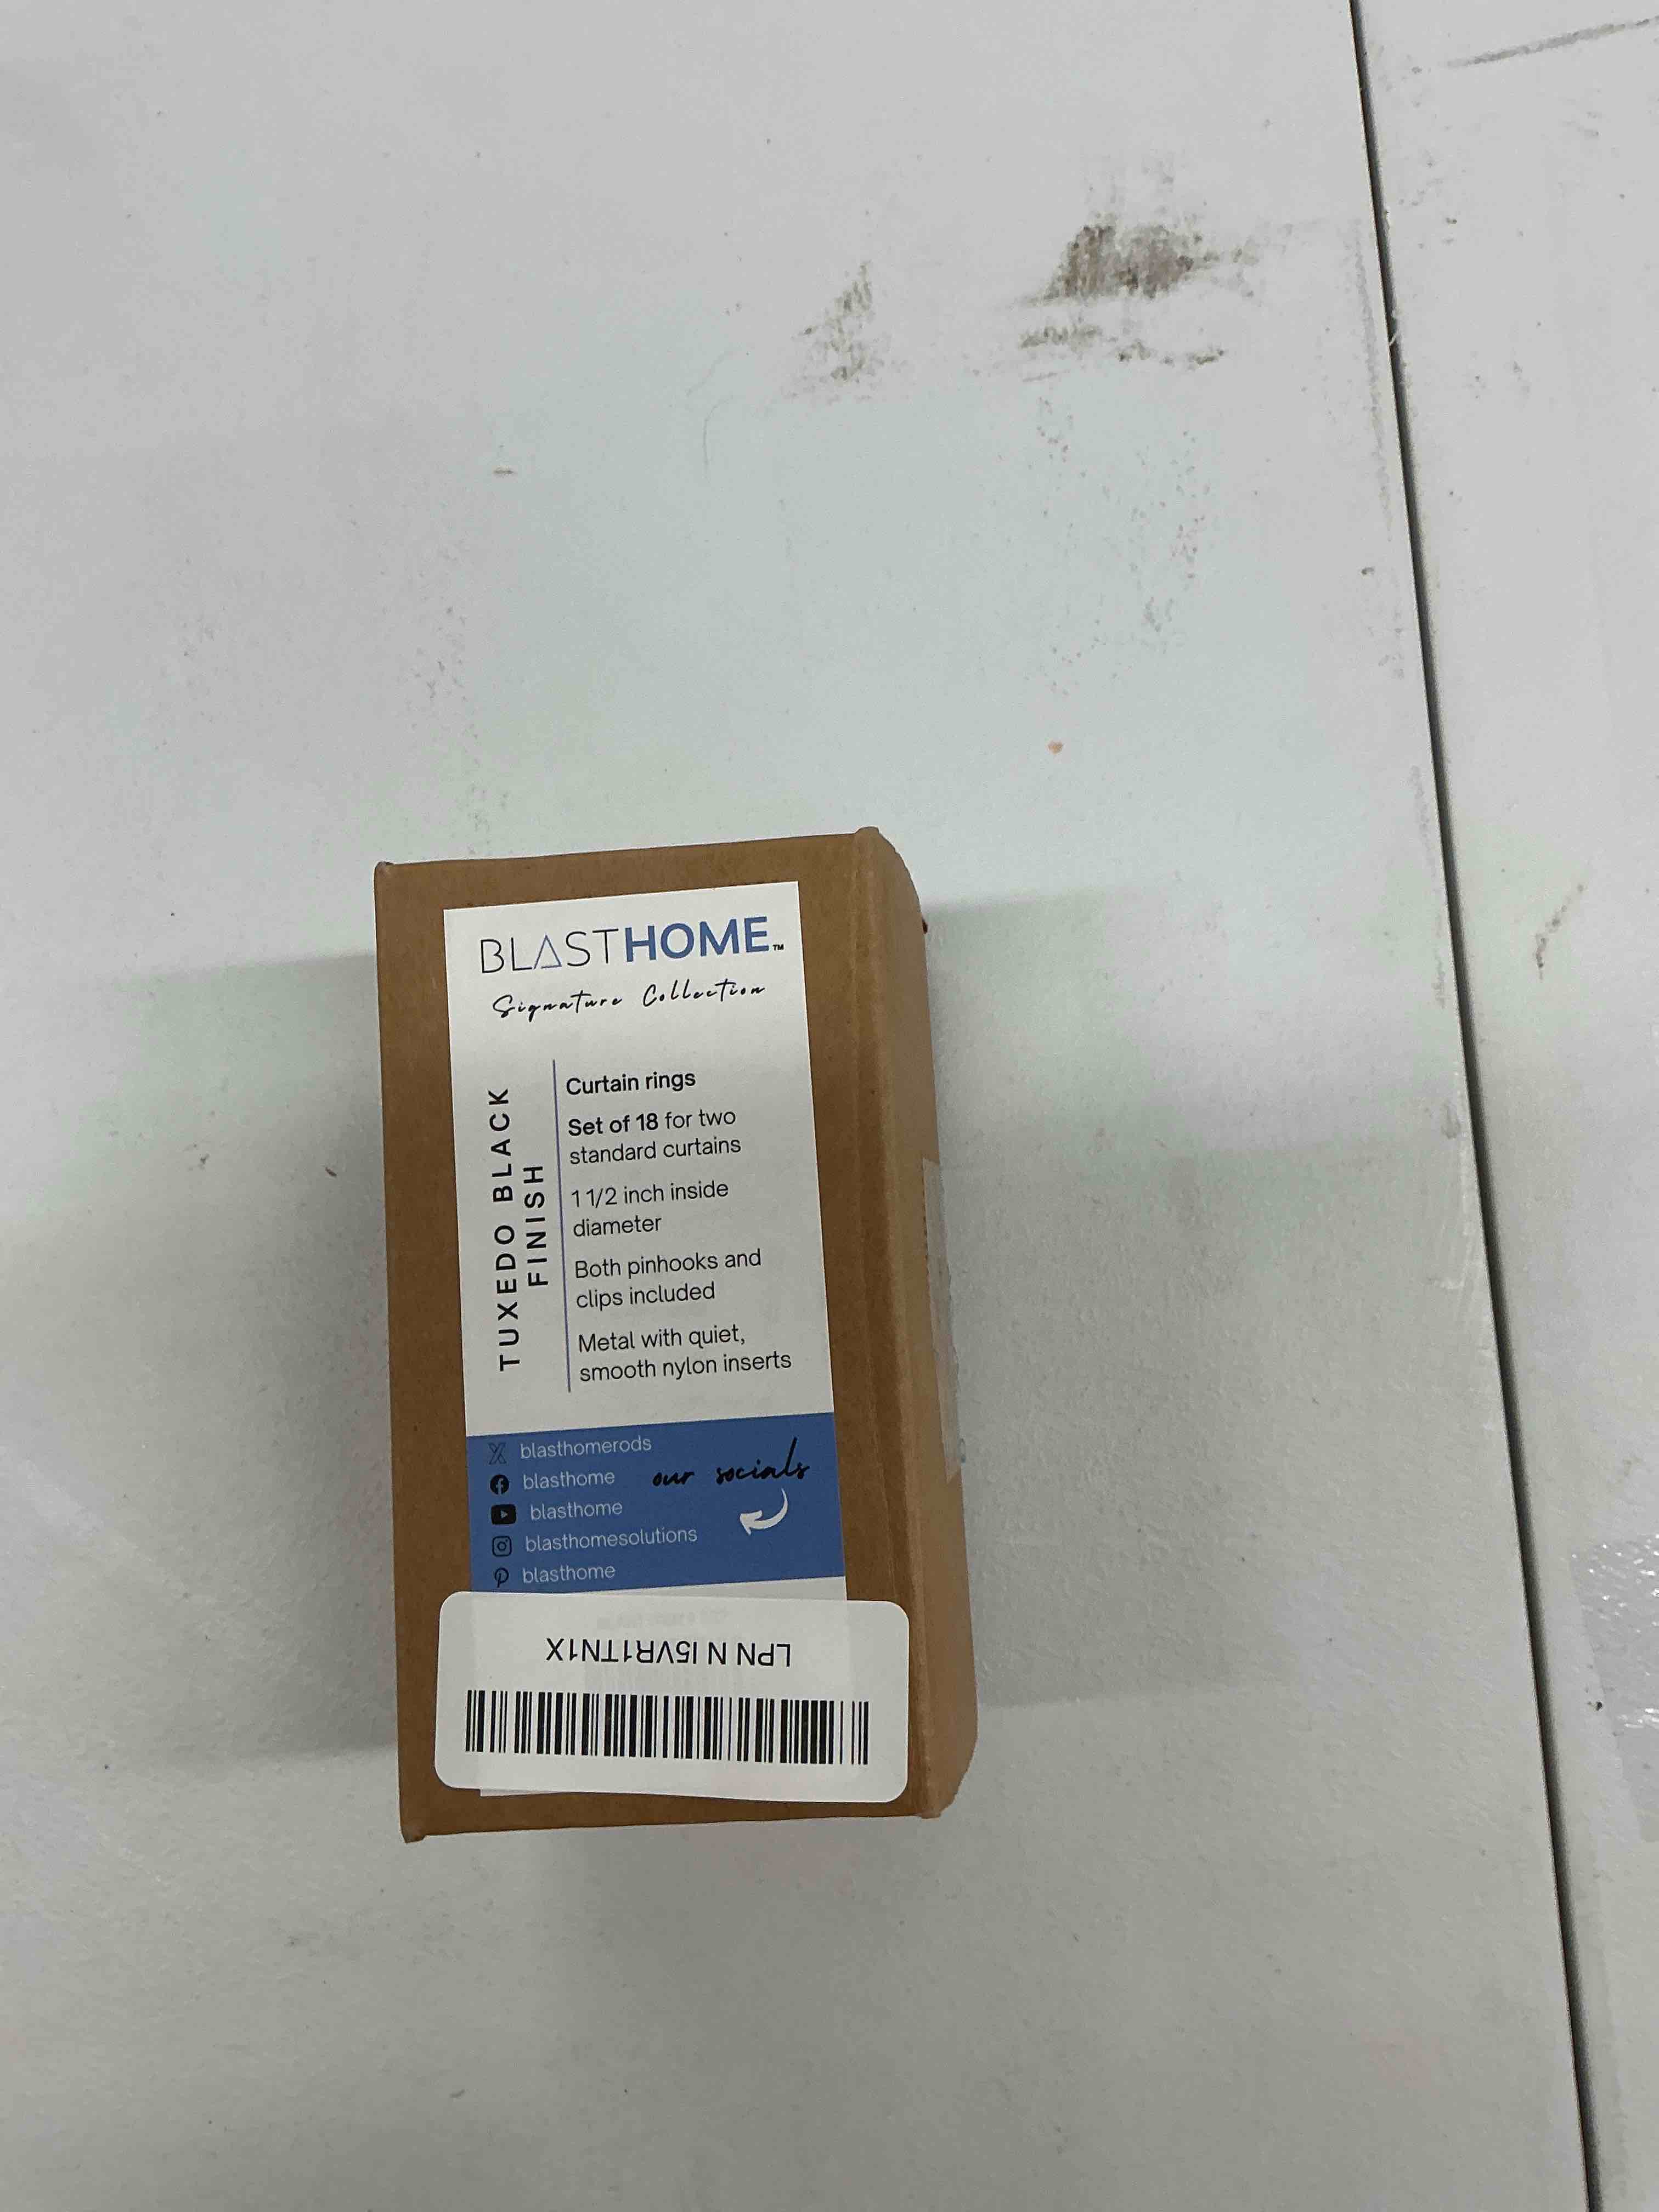 BLASTHOME™
Signature Collection
TUXEDO BLACK
FINISH
Curtain rings
Set of 18 for two
standard curtains
1 1/2 inch inside
diameter
Both pinhooks and
clips included
Metal with quiet,
smooth nylon inserts
our socials
blasthomerods
blasthome
blasthome
blasthomesolutions
blasthome
LPN N I5VR1TN1X